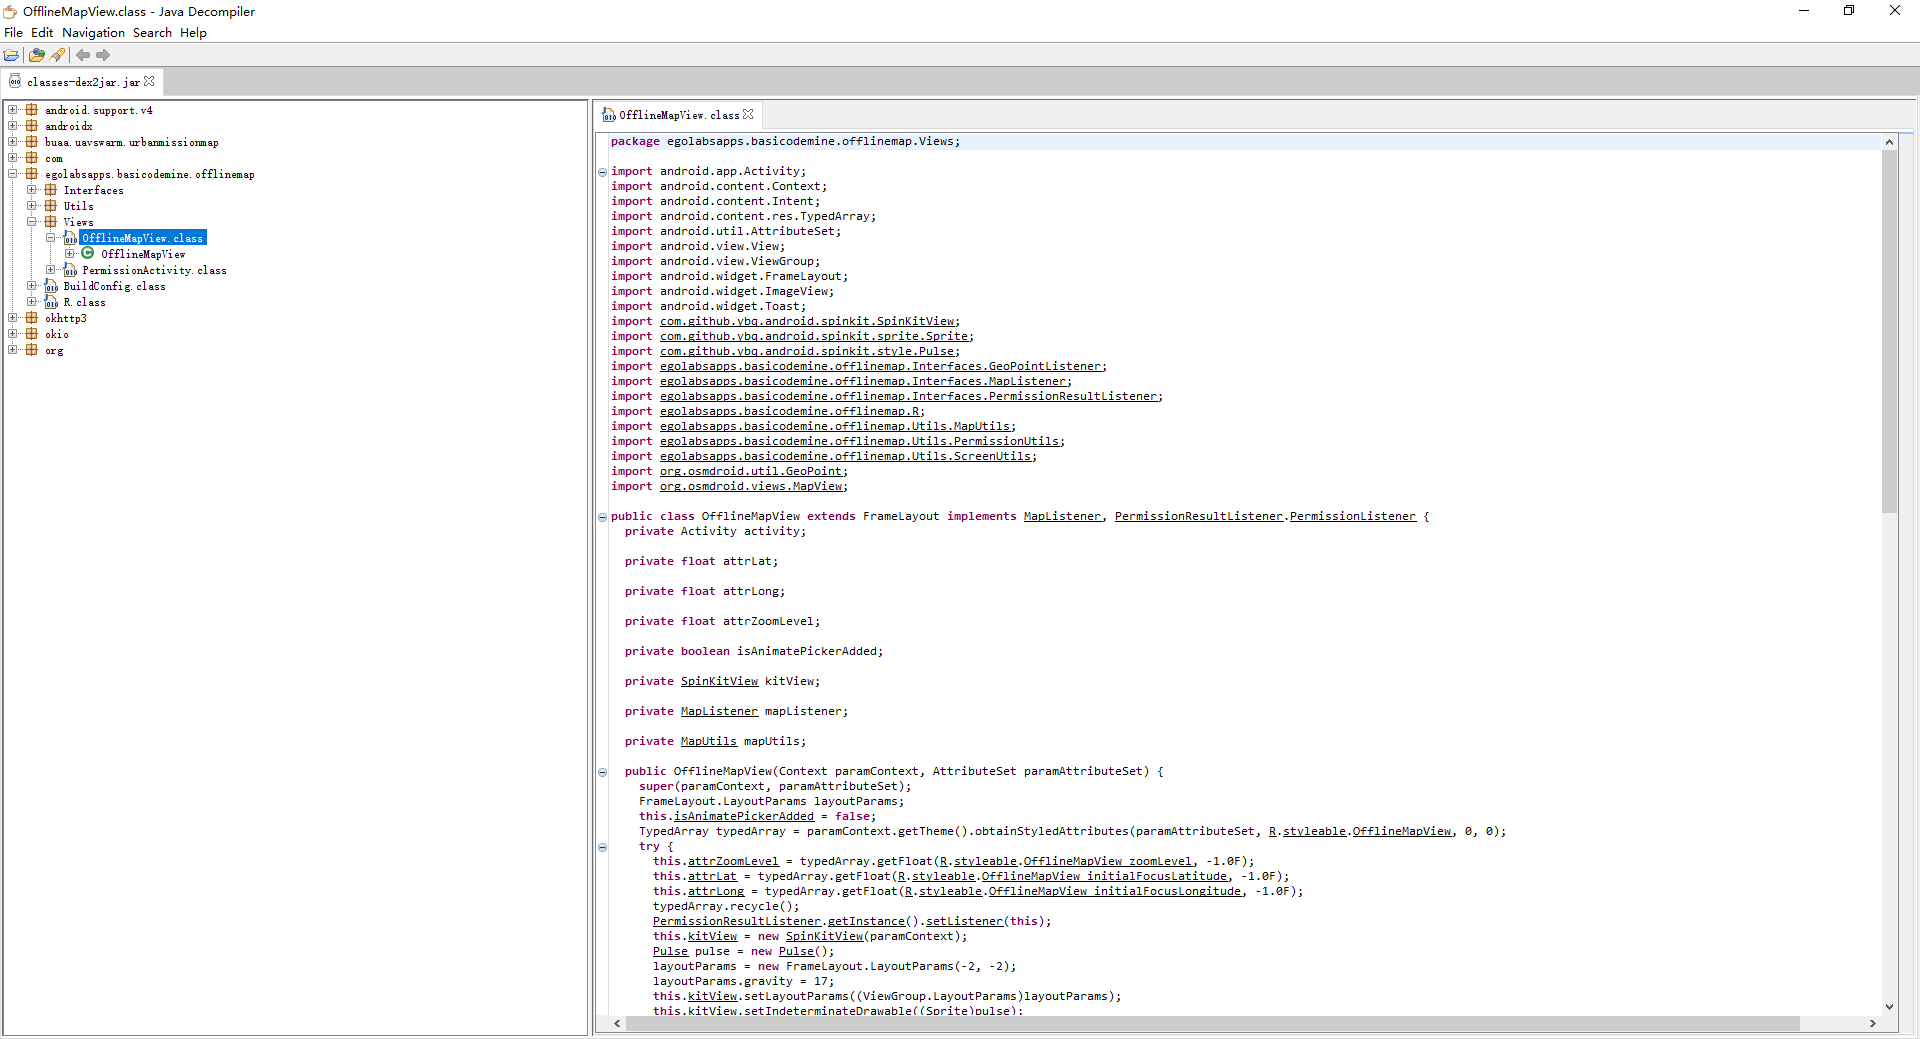 OfflineMapView.class - Java Decompiler
File Edit Navigation Search Help
classes-dex2jar.jar
android.support.v4
androidx
buaa.uavswarm.urbanmissionmap
com
egolabsapps.basicodemine.offlinemap
Interfaces
Utils
Views
OfflineMapView.class
OfflineMapView
PermissionActivity.class
BuildConfig.class
R.class
okhttp3
okio
org
OfflineMapView.class
package egolabsapps.basicodemine.offlinemap.Views;
import android.app.Activity;
import android.content.Context;
import android.content.Intent;
import android.content.res.TypedArray;
import android.util.AttributeSet;
import android.view.View;
import android.view.ViewGroup;
import android.widget.FrameLayout;
import android.widget.ImageView;
import android.widget.Toast;
import com.github.ybq.android.spinkit.SpinKitView;
import com.github.ybq.android.spinkit.sprite.Sprite;
import com.github.ybq.android.spinkit.style.Pulse;
import egolabsapps.basicodemine.offlinemap.Interfaces.GeoPointListener;
import egolabsapps.basicodemine.offlinemap.Interfaces.MapListener;
import egolabsapps.basicodemine.offlinemap.Interfaces.PermissionResultListener;
import egolabsapps.basicodemine.offlinemap.R;
import egolabsapps.basicodemine.offlinemap.Utils.MapUtils;
import egolabsapps.basicodemine.offlinemap.Utils.PermissionUtils;
import egolabsapps.basicodemine.offlinemap.Utils.ScreenUtils;
import org.osmdroid.util.GeoPoint;
import org.osmdroid.views.MapView;
public class OfflineMapView extends FrameLayout implements MapListener, PermissionResultListener.PermissionListener {
private Activity activity;
private float attrLat;
private float attrLong;
private float attrZoomLevel;
private boolean isAnimatePickerAdded;
private SpinKitView kitView;
private MapListener mapListener;
private MapUtils mapUtils;
public OfflineMapView(Context paramContext, AttributeSet paramAttributeSet) {
super(paramContext, paramAttributeSet);
FrameLayout.LayoutParams layoutParams;
this.isAnimatePickerAdded = false;
TypedArray typedArray = paramContext.getTheme().obtainStyledAttributes(paramAttributeSet, R.styleable.OfflineMapView, 0, 0);
try {
this.attrZoomLevel = typedArray.getFloat(R.styleable.OfflineMapView_zoomLevel, -1.0F);
this.attrLat = typedArray.getFloat(R.styleable.OfflineMapView_initialFocusLatitude, -1.0F);
this.attrLong = typedArray.getFloat(R.styleable.OfflineMapView_initialFocusLongitude, -1.0F);
typedArray.recycle();
PermissionResultListener.getInstance().setListener(this);
this.kitView = new SpinKitView(paramContext);
Pulse pulse = new Pulse();
layoutParams = new FrameLayout.LayoutParams(-2, -2);
layoutParams.gravity = 17;
this.kitView.setLayoutParams((ViewGroup.LayoutParams)layoutParams);
this.kitView.setIndeterminateDrawable((Sprite)pulse);